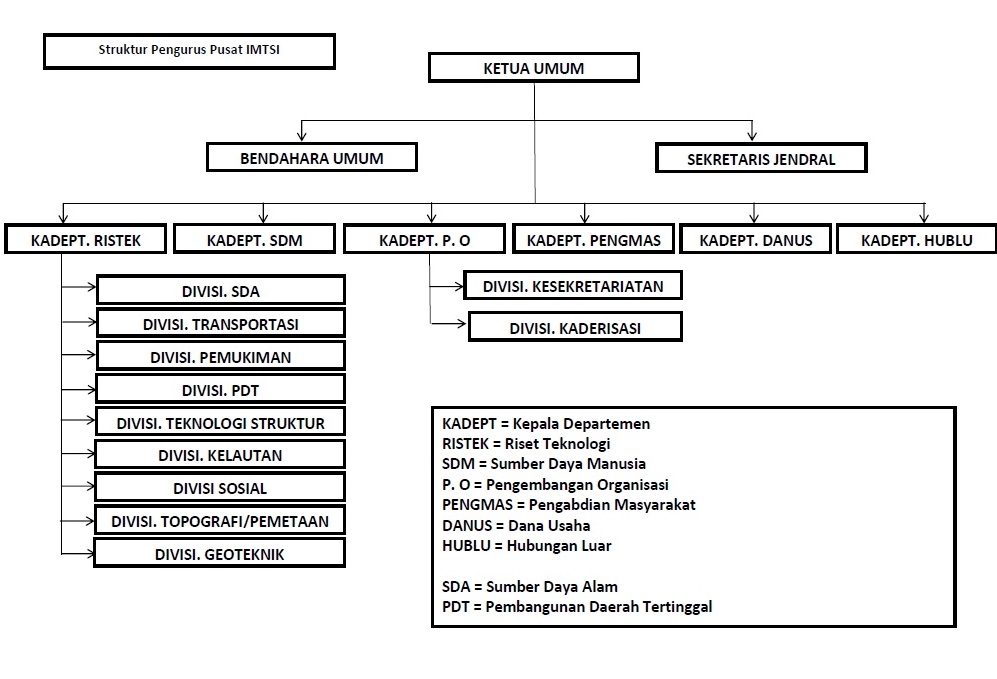 Struktur Pengurus Pusat IMTSI
KETUA UMUM
BENDAHARA UMUM
SEKRETARIS JENDRAL
KADEPT. RISTEK
KADEPT. SDM
KADEPT. P. O
KADEPT. PENGMAS
KADEPT. DANUS
KADEPT. HUBLU
DIVISI. SDA
DIVISI. TRANSPORTASI
DIVISI. PEMUKIMAN
DIVISI. PDT
DIVISI. TEKNOLOGI STRUKTUR
DIVISI. KELAUTAN
DIVISI SOSIAL
DIVISI. TOPOGRAFI/PEMETAAN
DIVISI. GEOTEKNIK
DIVISI. KESEKRETARIATAN
DIVISI. KADERISASI
KADEPT = Kepala Departemen
RISTEK = Riset Teknologi
SDM = Sumber Daya Manusia
P. O = Pengembangan Organisasi
PENGMAS = Pengabdian Masyarakat
DANUS = Dana Usaha
HUBLU = Hubungan Luar
SDA = Sumber Daya Alam
PDT = Pembangunan Daerah Tertinggal